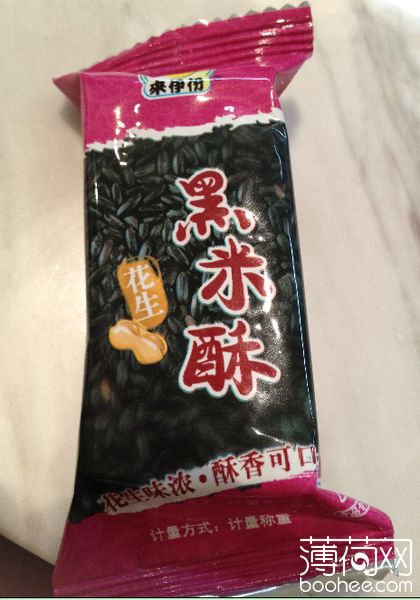 来伊份
黑米酥
花生
花生味浓·酥香可口
计量方式：计量称重
薄荷网
boohee.com